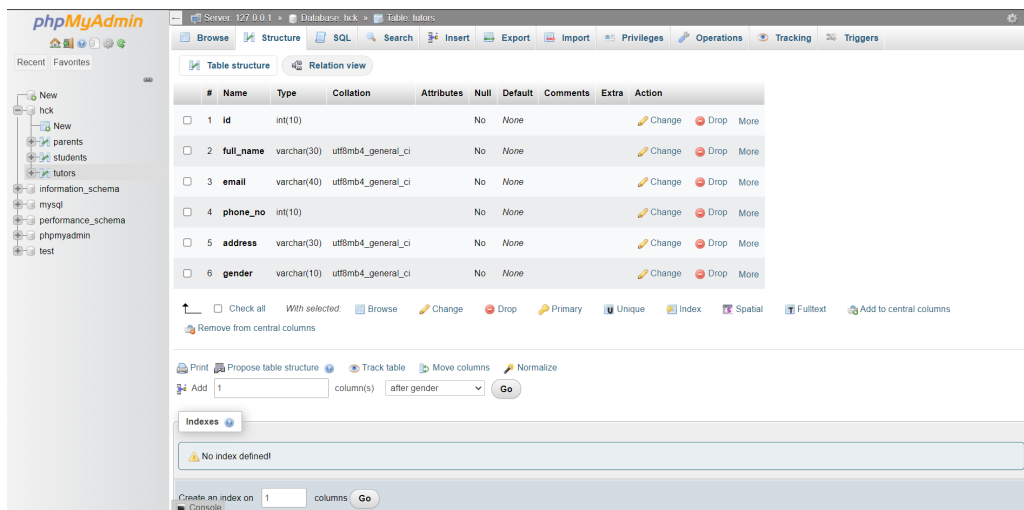 phpMyAdmin
Recent Favorites
New
hck
New
parents
students
tutors
information_schema
mysql
performance_schema
phpmyadmin
test
Server: 127.0.0.1 » Database: hck » Table: tutors
Browse Structure SQL Search Insert Export Import Privileges Operations Tracking Triggers
Table structure Relation view
# Name Type Collation Attributes Null Default Comments Extra Action
1 id int(10) No None Change Drop More
2 full_name varchar(30) utf8mb4_general_ci No None Change Drop More
3 email varchar(40) utf8mb4_general_ci No None Change Drop More
4 phone_no int(10) No None Change Drop More
5 address varchar(30) utf8mb4_general_ci No None Change Drop More
6 gender varchar(10) utf8mb4_general_ci No None Change Drop More
Check all With selected: Browse Change Drop Primary Unique Index Spatial Fulltext Add to central columns
Remove from central columns
Print Propose table structure Track table Move columns Normalize
Add 1 column(s) after gender Go
Indexes
No index defined!
Create an index on 1 columns Go
Console